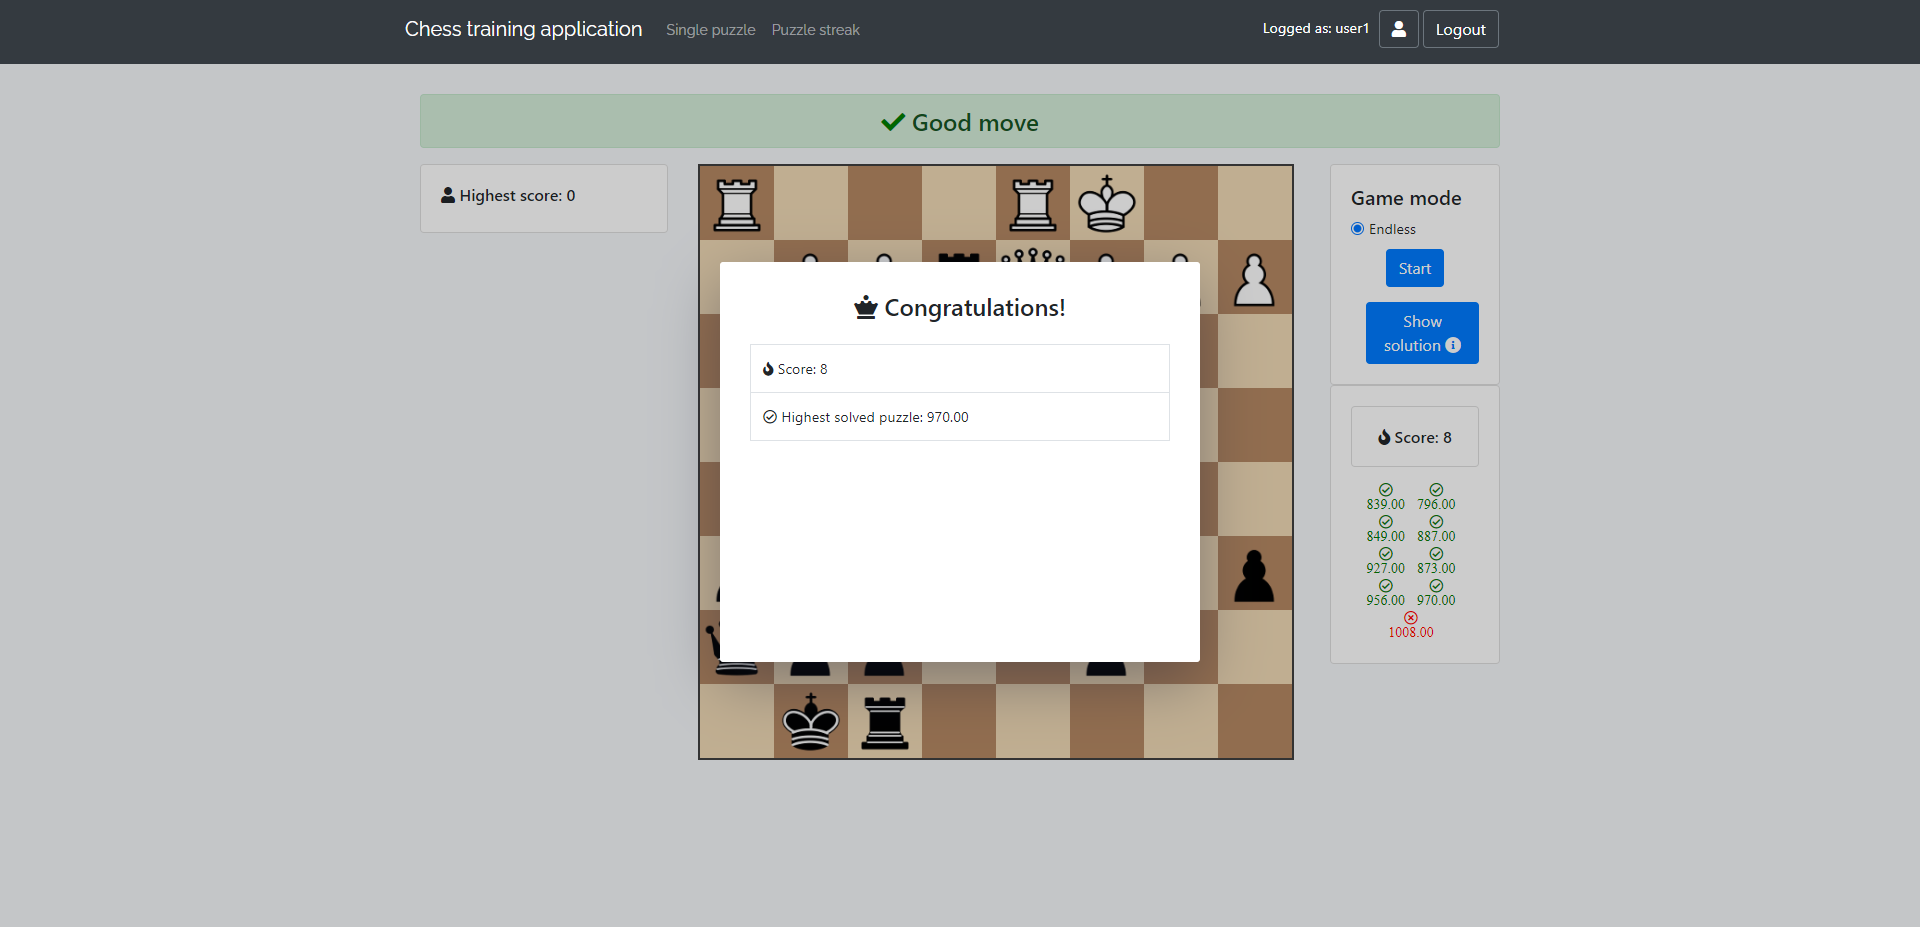 Chess training application
Single puzzle
Puzzle streak
Logged as: user1
Logout
Good move
Highest score: 0
Congratulations!
Score: 8
Highest solved puzzle: 970.00
Game mode
Endless
Start
Show
solution
Score: 8
839.00 796.00
849.00 887.00
927.00 873.00
956.00 970.00
1008.00